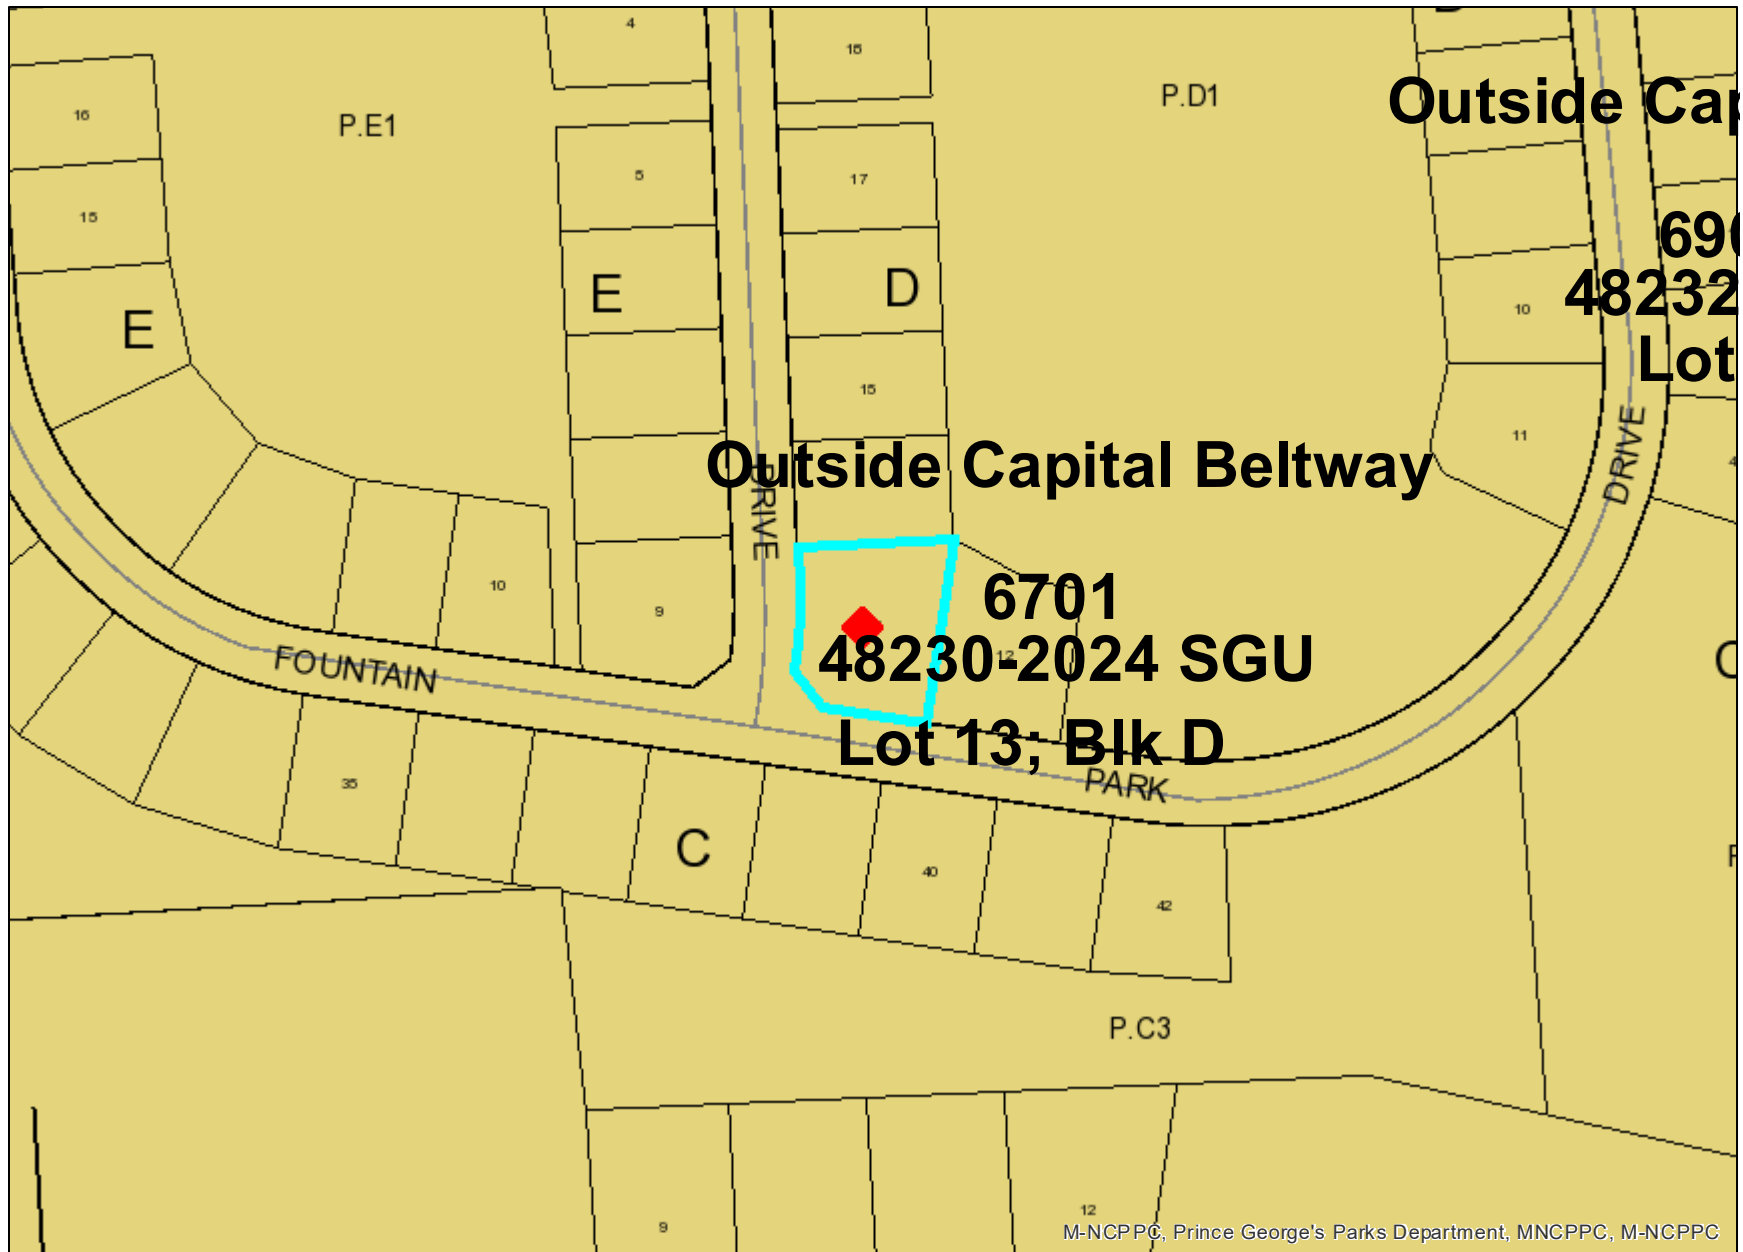 4
18
16
P.E1
P.D1
Outside Cap
5
17
15
E
E
D
690
48232
10
Lot
15
11
DRIVE
Outside Capital Beltway
DRIVE
10
9
6701
12
48230-2024 SGU
FOUNTAIN
Lot 13; Blk D
PARK
35
C
40
42
P.C3
9
12
M-NCPPC, Prince George's Parks Department, MNCPPC, M-NCPPC